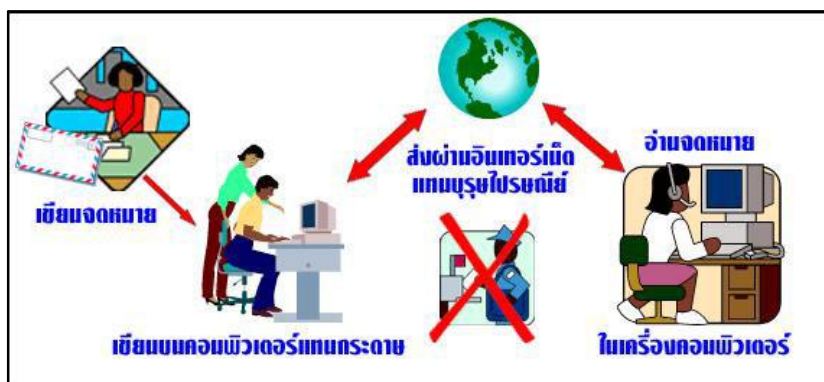 เขียนจดหมาย
เขียนบนคอมพิวเตอร์แทนกระดาษ
ส่งผ่านอินเทอร์เน็ต
แทนบุรุษไปรษณีย์
อ่านจดหมาย
ในเครื่องคอมพิวเตอร์